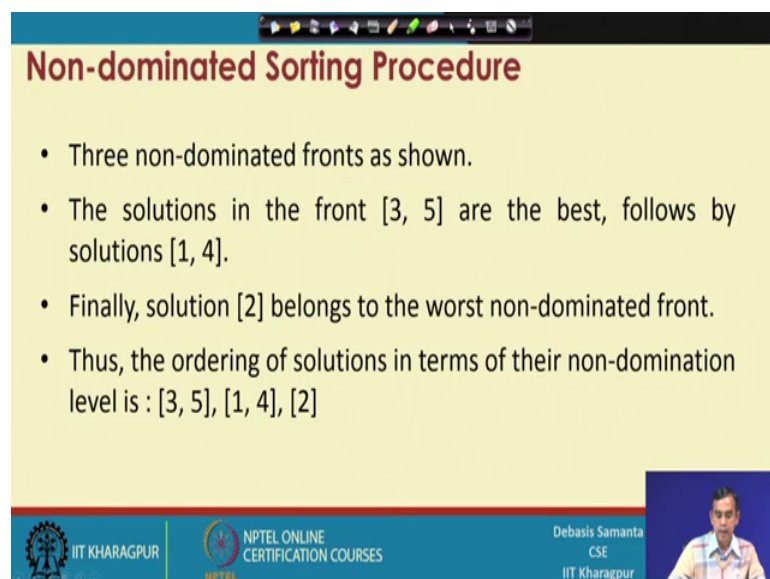 Non-dominated Sorting Procedure
• Three non-dominated fronts as shown.
• The solutions in the front [3, 5] are the best, follows by
solutions [1, 4].
• Finally, solution [2] belongs to the worst non-dominated front.
• Thus, the ordering of solutions in terms of their non-domination
level is : [3, 5], [1, 4], [2]
IIT KHARAGPUR
NPTEL ONLINE
CERTIFICATION COURSES
NPTEL
Debasis Samanta
CSE
IIT Kharagpur